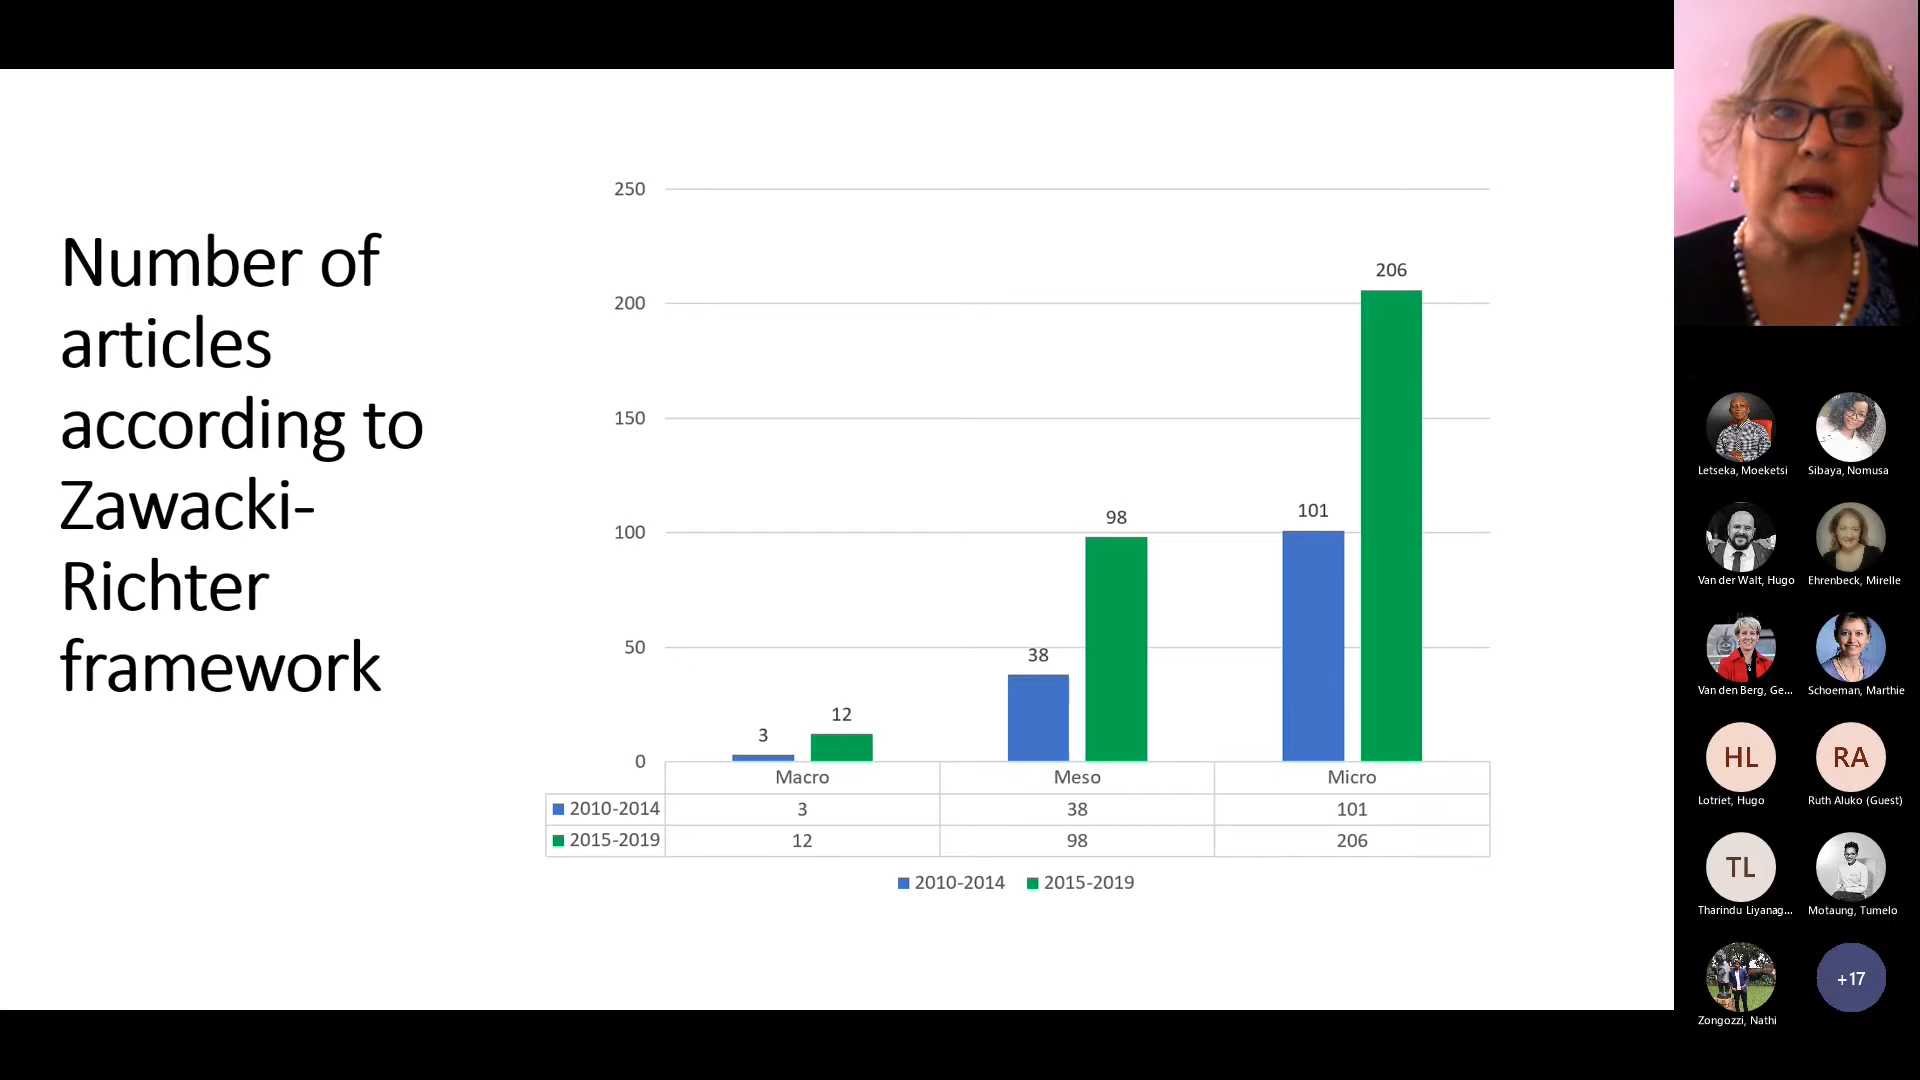 Number of
articles
according to
Zawacki-
Richter
framework
250
200
150
100
50
0
3
12
38
98
101
206
Macro Meso Micro
2010-2014 3 38 101
2015-2019 12 98 206
2010-2014 2015-2019
Letseka, Moeketsi
Sibaya, Nomusa
Van der Walt, Hugo
Ehrenbeck, Mirelle
Van den Berg, Ge...
Schoeman, Marthie
HL
Lotriet, Hugo
RA
Ruth Aluko (Guest)
TL
Tharindu Liyanag...
Motaung, Tumelo
Zongozzi, Nathi
+17